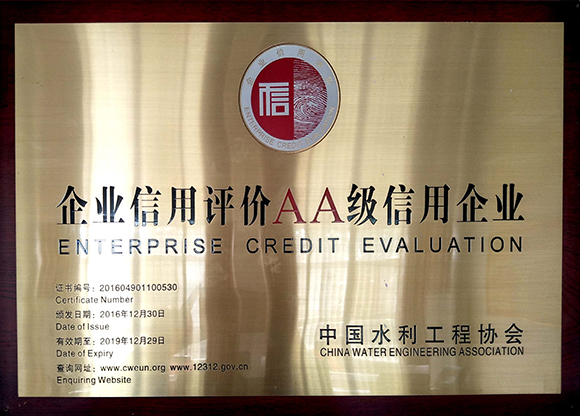 企业信用
信
ENTERPRISE CREDIT
企业信用评价AA级信用企业
ENTERPRISE CREDIT EVALUATION
证书编号：201604901100530
Certificate Number
颁发日期：2016年12月30日
Date of Issue
有效期至：2019年12月29日
Date of Expiry
查询网址：www.cweun.org www.12312.gov.cn
Enquiring Website
中国水利工程协会
CHINA WATER ENGINEERING ASSOCIATION